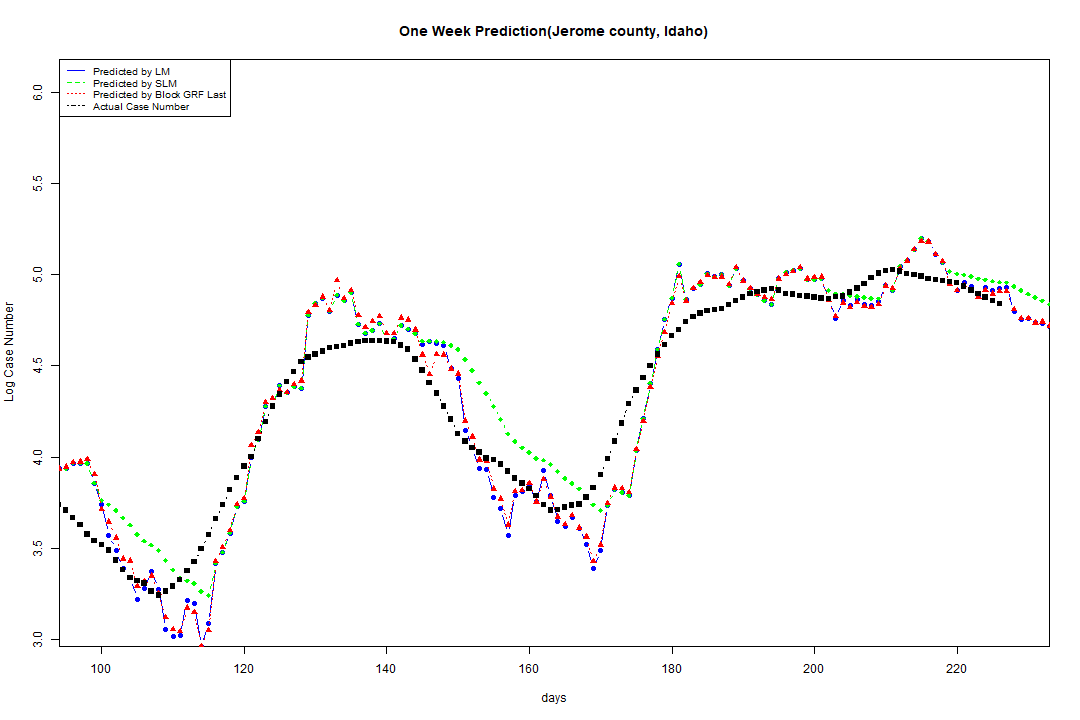 One Week Prediction(Jerome county, Idaho)
Predicted by LM
Predicted by SLM
Predicted by Block GRF Last
Actual Case Number
6.0
5.5
5.0
4.5
4.0
3.5
3.0
Log Case Number
100 120 140 160 180 200 220
days